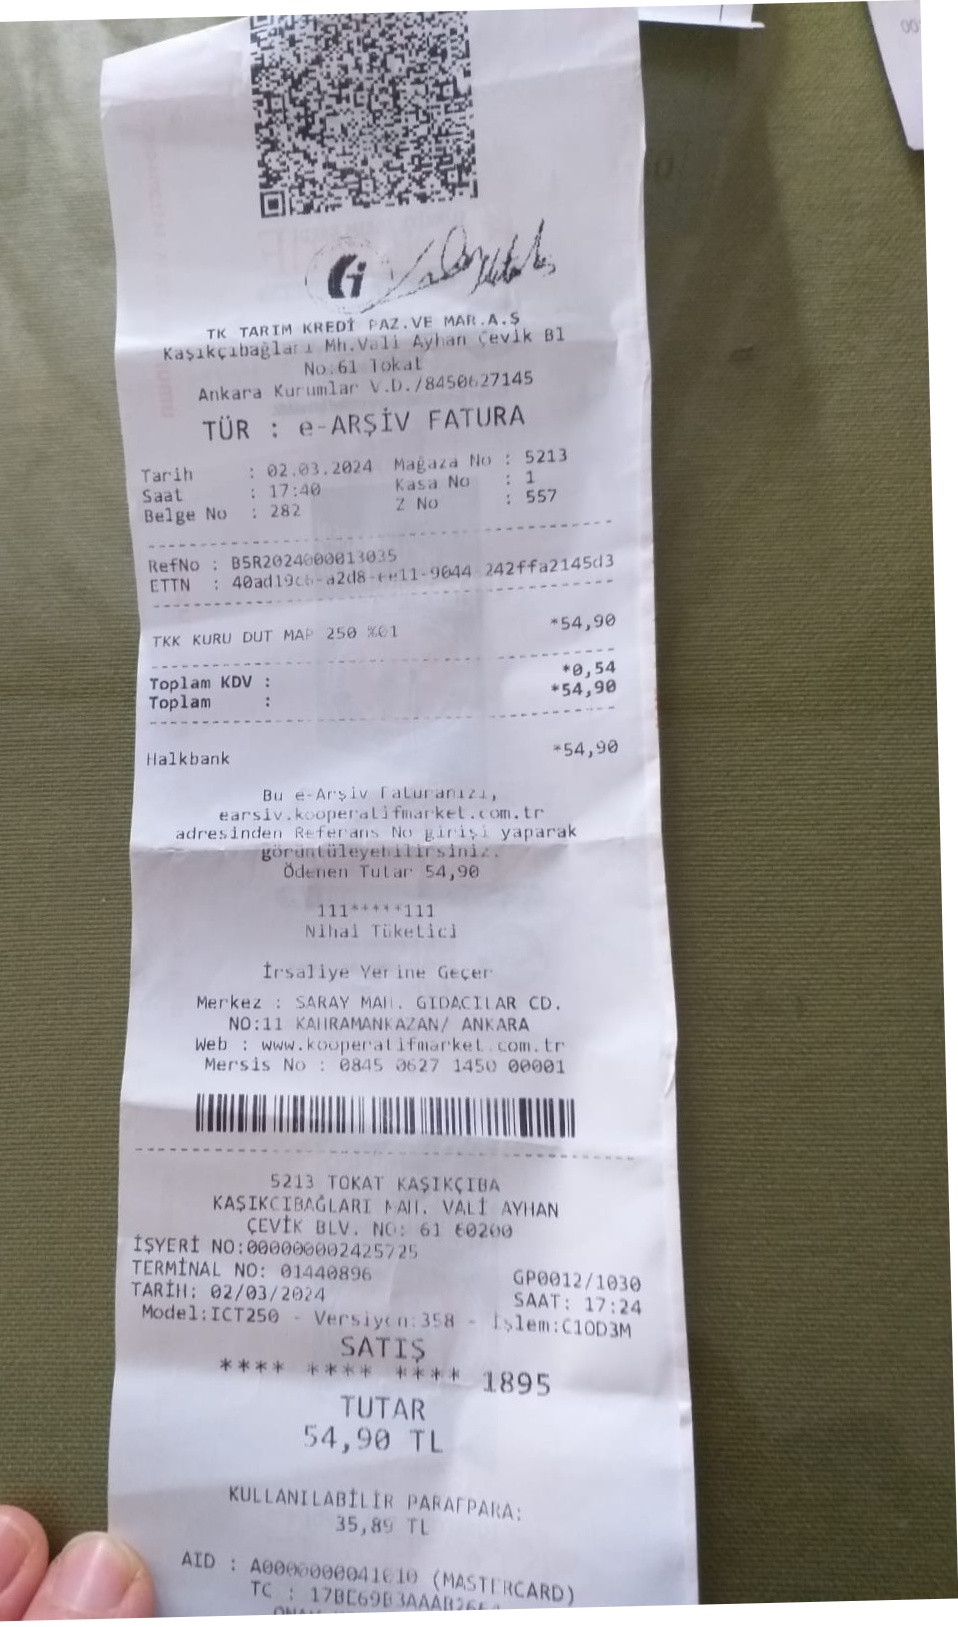 TK TARIM KREDİ PAZ.VE MAR.A.Ş
Kaşıkçıbağları Mh.Vali Ayhan Çevik Bl
No:61 Tokat
Ankara Kurumlar V.D./8450627145
TÜR : e-ARŞİV FATURA
Tarih : 02.03.2024 Mağaza No : 5213
Saat : 17:40 Kasa No : 1
Belge No : 282 Z No : 557
RefNo : B5R2024000013035
ETTN : 40ad19c6-a2d8-ee11-9044 242ffa2145d3
TKK KURU DUT MAP 250 %01 *54,90
Toplam KDV : *0,54
Toplam : *54,90
Halkbank *54,90
Bu e-Arşiv Faturanızı,
earsiv.kooperatifmarket.com.tr
adresinden Referans No girişi yaparak
görüntüleyebilirsiniz.
Ödenen Tutar 54,90
111*****111
Nihai Tüketici
İrsaliye Yerine Geçer
Merkez : SARAY MAH. GIDACILAR CD.
NO:11 KAHRAMANKAZAN/ ANKARA
Web : www.kooperatifmarket.com.tr
Mersis No : 0845 0627 1450 00001
5213 TOKAT KAŞIKÇIBA
KAŞIKCIBAĞLARI MAH. VALİ AYHAN
ÇEVİK BLV. NO: 61 60200
İŞYERİ NO:000000002425725
TERMİNAL NO: 01440896 GP0012/1030
TARİH: 02/03/2024 SAAT: 17:24
Model:ICT250 - Versiyon:358 - İşlem:C10D3M
SATIŞ
**** **** **** 1895
TUTAR
54,90 TL
KULLANILABİLİR PARAFPARA:
35,89 TL
AID : A0000000041010 (MASTERCARD)
TC :